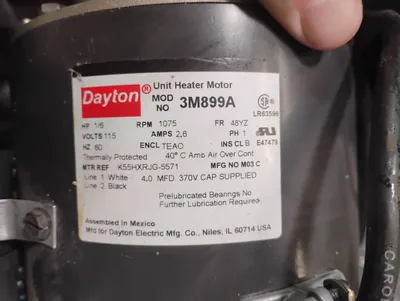 Dayton® Unit Heater Motor
MOD NO 3M899A
LR63596
HP 1/6 RPM 1075 FR 48YZ
VOLTS 115 AMPS 2.6 PH 1
HZ 60 ENCL TEAO INS CL B E47479
Thermally Protected 40° C Amb Air Over Cont.
MTR REF K55HXRJG-5571 MFG NO M03 C
Line 1 White 4.0 MFD 370V CAP SUPPLIED
Line 2 Black
Prelubricated Bearings No
Further Lubrication Required
Assembled in Mexico
Mfg for Dayton Electric Mfg. Co., Niles, IL 60714 USA
CARO